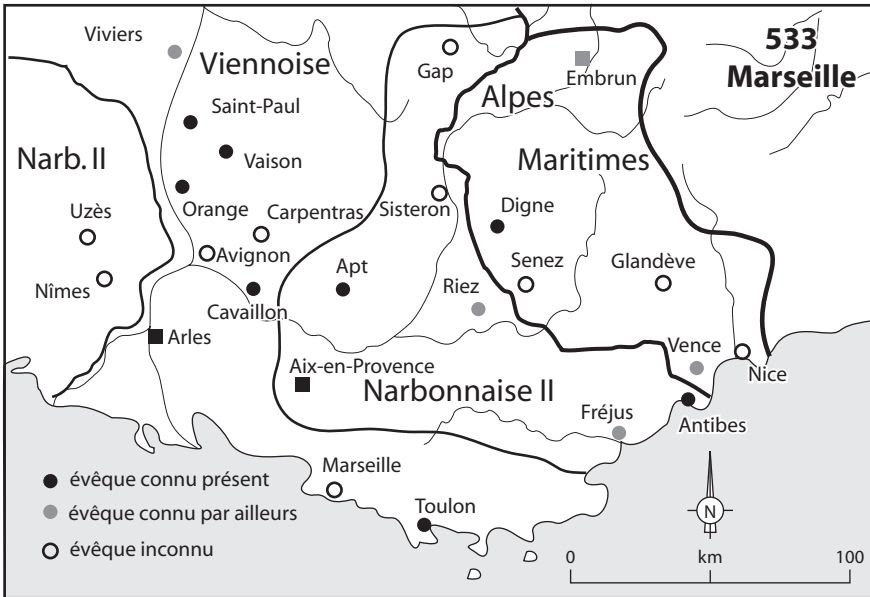 533
Marseille
Viviers
Viennoise
Gap
Embrun
Alpes
Maritimes
Saint-Paul
Narb. II
Vaison
Orange
Carpentras
Sisteron
Digne
Uzès
Avignon
Apt
Riez
Senez
Glandève
Nîmes
Cavaillon
Arles
Aix-en-Provence
Narbonnaise II
Vence
Nice
Fréjus
Antibes
Marseille
Toulon
évêque connu présent
évêque connu par ailleurs
évêque inconnu
N
0 km 100